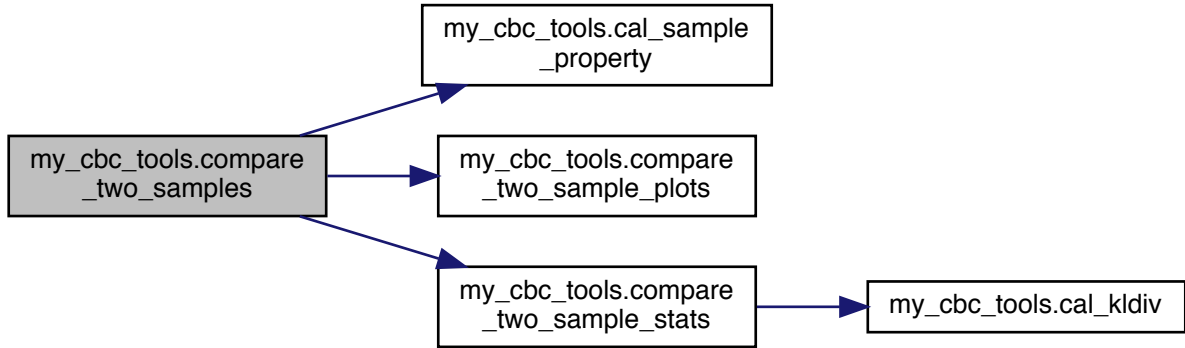 my_cbc_tools.cal_sample
_property
my_cbc_tools.compare
_two_samples
my_cbc_tools.compare
_two_sample_plots
my_cbc_tools.compare
_two_sample_stats
my_cbc_tools.cal_kldiv